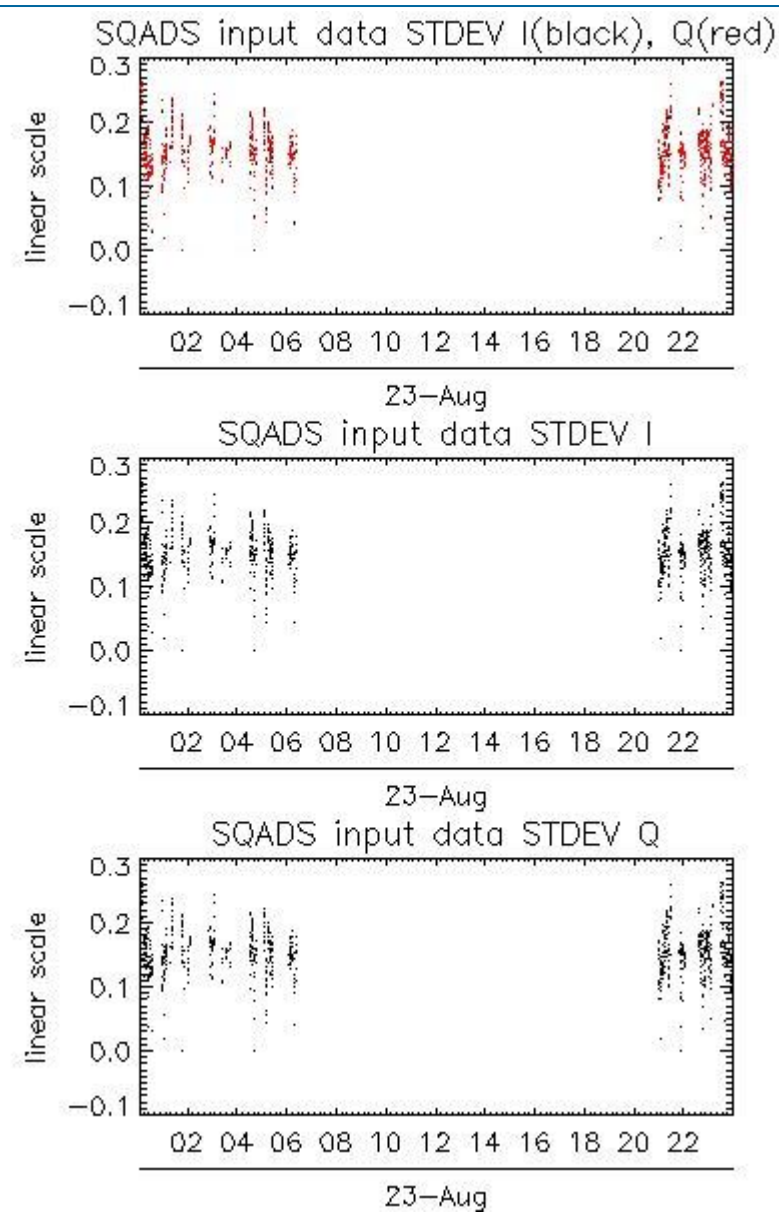 SQADS input data STDEV I(black), Q(red)
0.3
0.2
0.1
0.0
-0.1
linear scale
02 04 06 08 10 12 14 16 18 20 22
23-Aug
SQADS input data STDEV I
0.3
0.2
0.1
0.0
-0.1
linear scale
02 04 06 08 10 12 14 16 18 20 22
23-Aug
SQADS input data STDEV Q
0.3
0.2
0.1
0.0
-0.1
linear scale
02 04 06 08 10 12 14 16 18 20 22
23-Aug